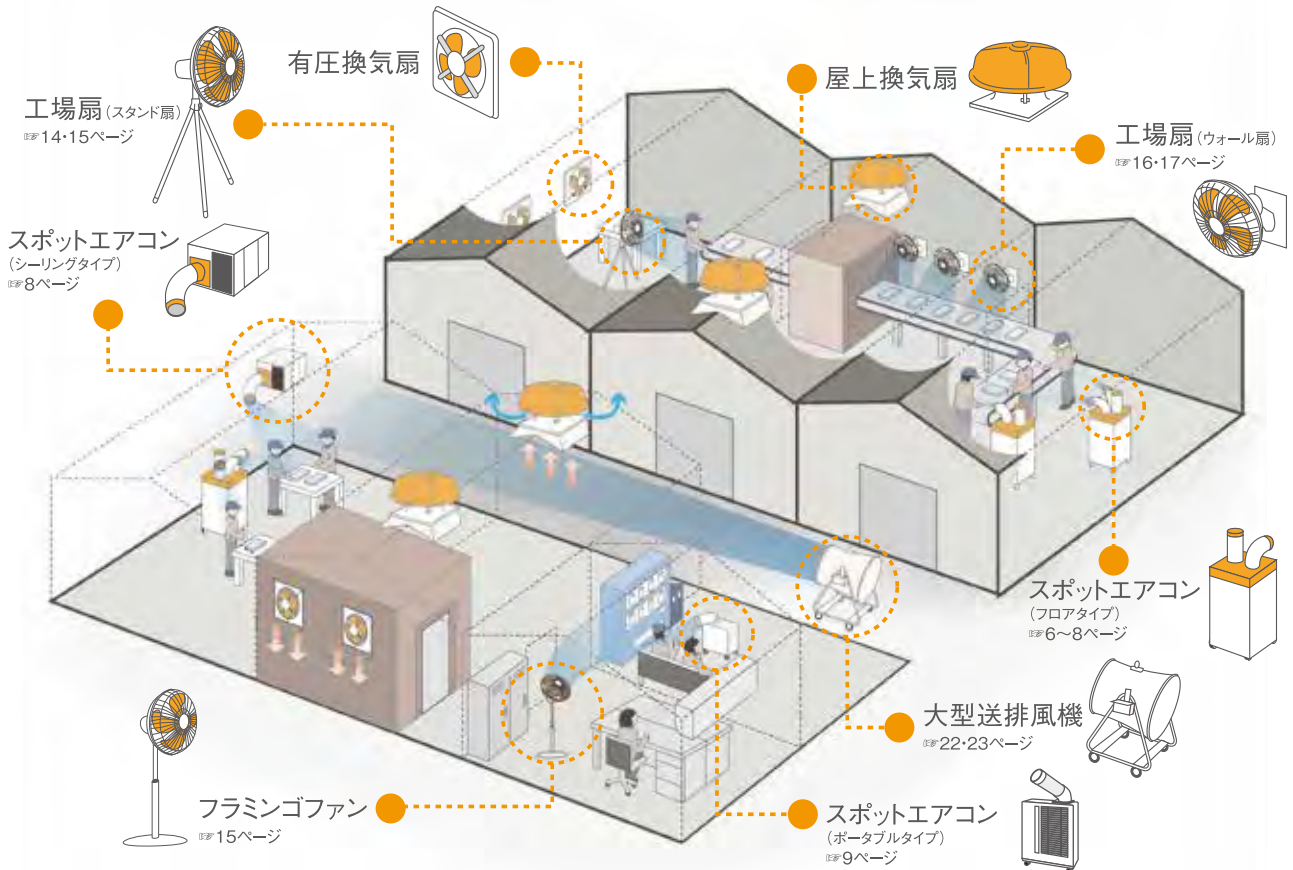 有圧換気扇
屋上換気扇
工場扇(スタンド扇)
☞14・15ページ
工場扇(ウォール扇)
☞16・17ページ
スポットエアコン
(シーリングタイプ)
☞8ページ
スポットエアコン
(フロアタイプ)
☞6～8ページ
大型送排風機
☞22・23ページ
フラミンゴファン
☞15ページ
スポットエアコン
(ポータブルタイプ)
☞9ページ